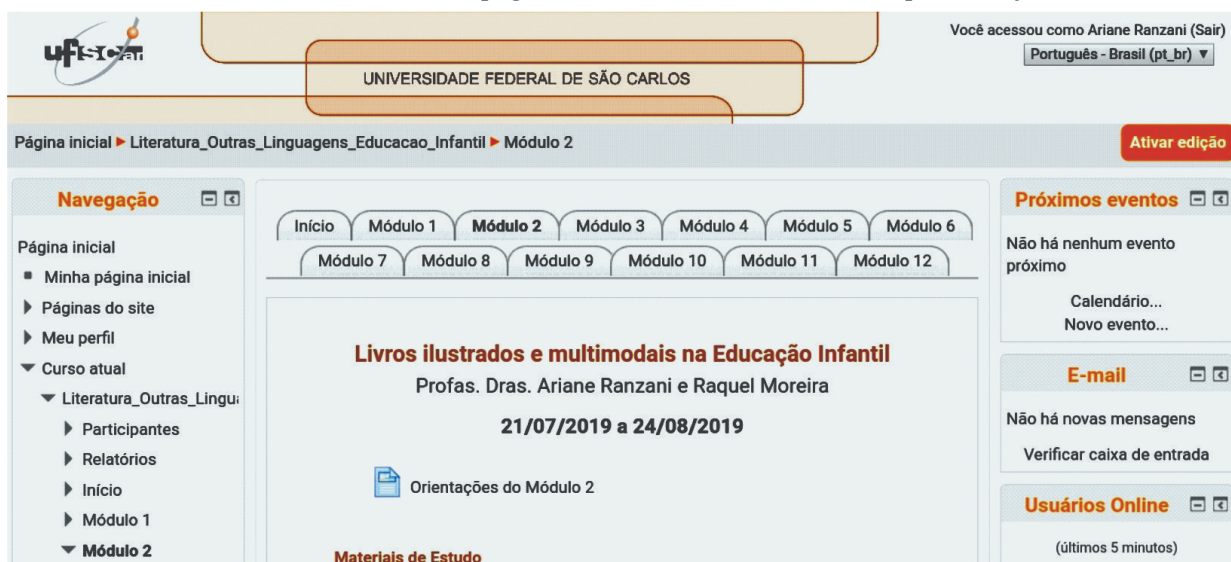 ufscar
UNIVERSIDADE FEDERAL DE SÃO CARLOS
Você acessou como Ariane Ranzani (Sair)
Português - Brasil (pt_br)
Página inicial ► Literatura_Outras_Linguagens_Educacao_Infantil ► Módulo 2
Ativar edição
Navegação
Página inicial
Minha página inicial
Páginas do site
Meu perfil
Curso atual
Literatura_Outras_Lingu
Participantes
Relatórios
Início
Módulo 1
Módulo 2
Início Módulo 1 Módulo 2 Módulo 3 Módulo 4 Módulo 5 Módulo 6
Módulo 7 Módulo 8 Módulo 9 Módulo 10 Módulo 11 Módulo 12
Livros ilustrados e multimodais na Educação Infantil
Profas. Dras. Ariane Ranzani e Raquel Moreira
21/07/2019 a 24/08/2019
Orientações do Módulo 2
Materiais de Estudo
Próximos eventos
Não há nenhum evento
próximo
Calendário...
Novo evento...
E-mail
Não há novas mensagens
Verificar caixa de entrada
Usuários Online
(últimos 5 minutos)